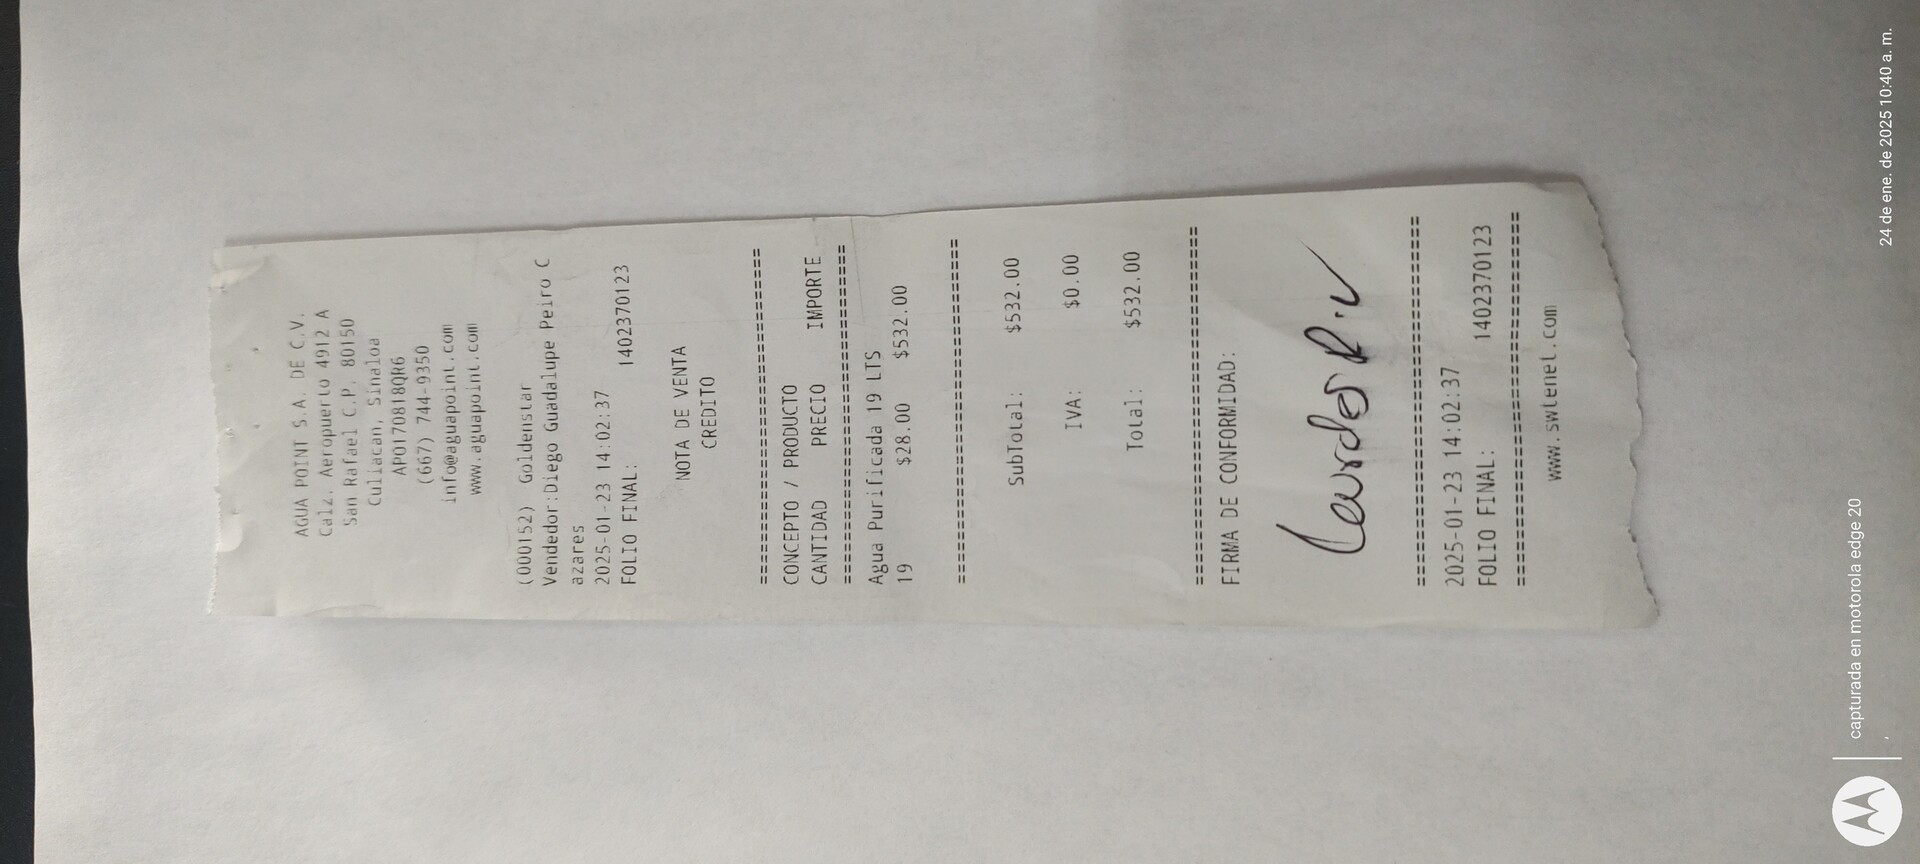 AGUA POINT S.A. DE C.V.
Calz. Aeropuerto 4912 A
San Rafael C.P. 80150
Culiacan, Sinaloa
APO170818QR6
(667) 744-9350
info@aguapoint.com
www.aguapoint.com
(000152) Goldenstar
Vendedor:Diego Guadalupe Peiro C
azares
2025-01-23 14:02:37
FOLIO FINAL: 1402370123
NOTA DE VENTA
CREDITO
================================
CONCEPTO / PRODUCTO
CANTIDAD PRECIO IMPORTE
================================
Agua Purificada 19 LTS
19 $28.00 $532.00
================================
SubTotal: $532.00
IVA: $0.00
Total: $532.00
================================
FIRMA DE CONFORMIDAD:
================================
2025-01-23 14:02:37
FOLIO FINAL: 1402370123
================================
www.swtenet.com
capturada en motorola edge 20
24 de ene.. de 2025 10:40 a. m.